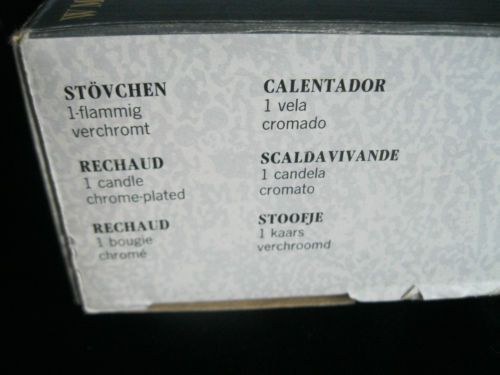 STÖVCHEN
1-flammig
verchromt
RECHAUD
1 candle
chrome-plated
RECHAUD
1 bougie
chromé
CALENTADOR
1 vela
cromado
SCALDAVIVANDE
1 candela
cromato
STOOFJE
1 kaars
verchroomd